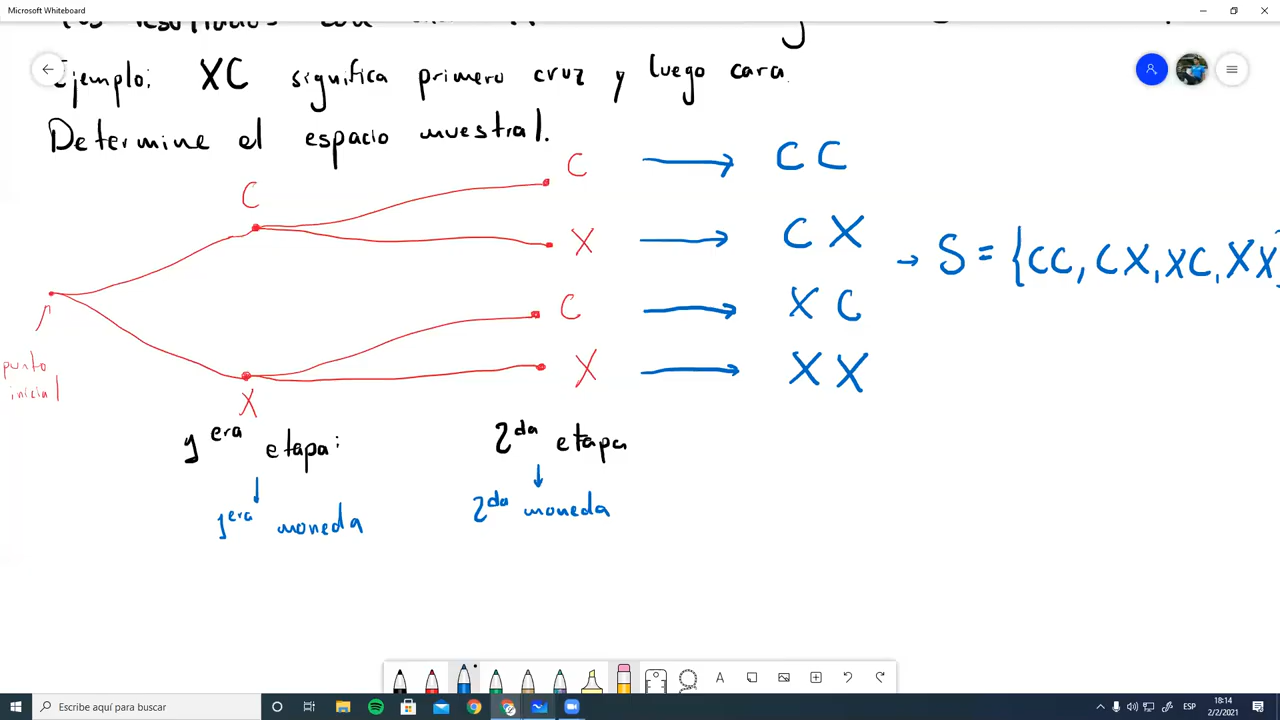 Microsoft Whiteboard
Ejemplo: XC significa primero cruz y luego cara.
Determine el espacio muestral.
C
C
X
C
X
X
punto
inicial
→ CC
→ CX
→ XC
→ XX
→ S = {CC, CX, XC, XX}
1era etapa:
2da etapa
1era moneda
2da moneda
A
Escribe aquí para buscar
ESP
18:14
2/2/2021